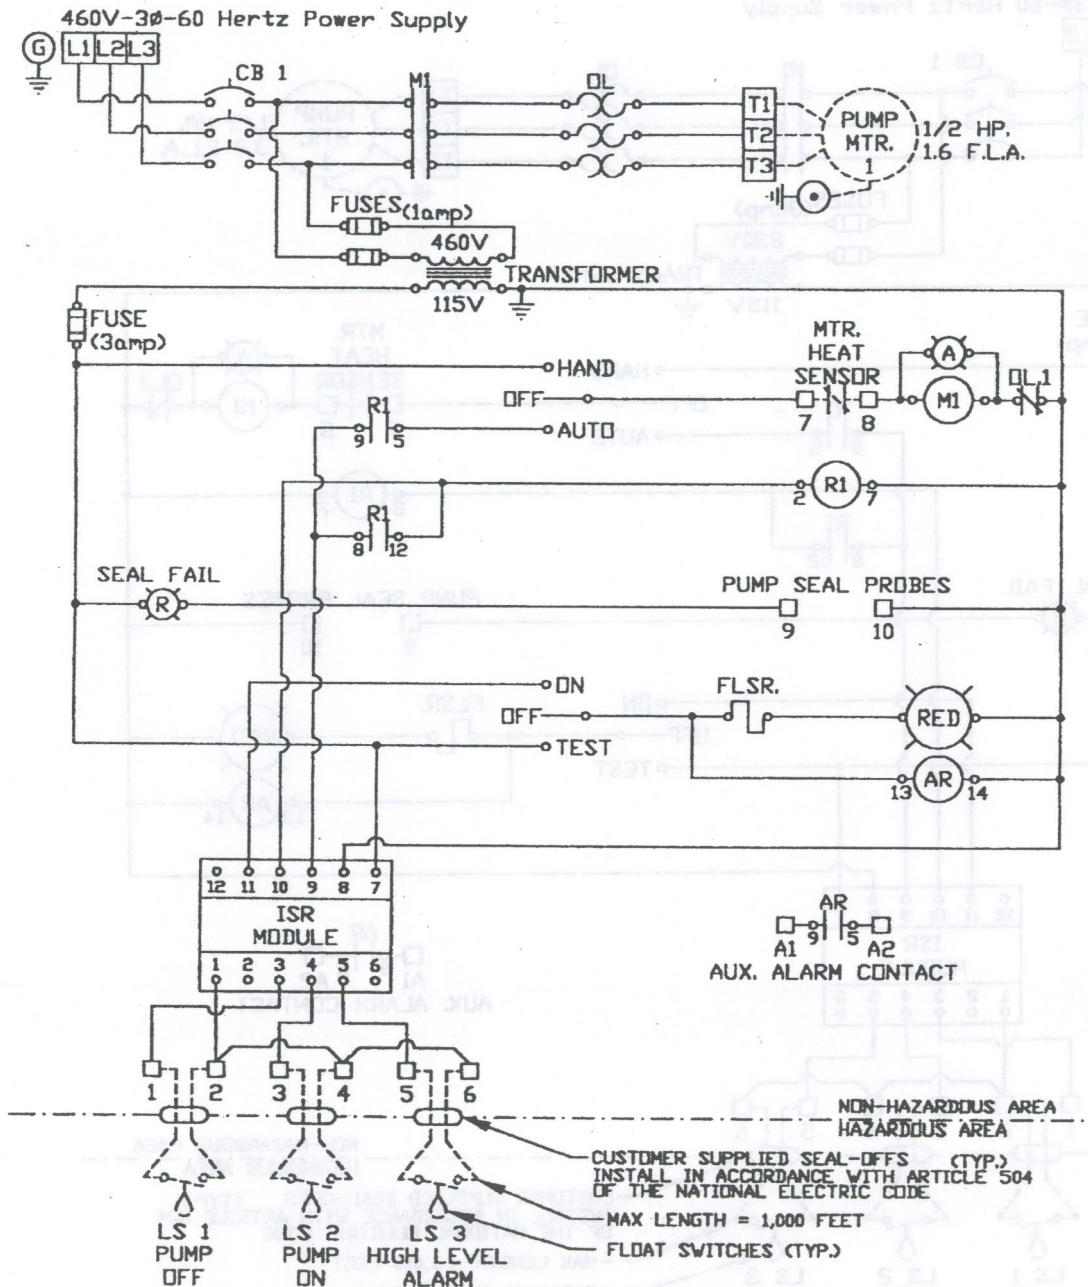 460V-3Ø-60 Hertz Power Supply
G L1 L2 L3
CB 1
M1
OL
T1
T2
T3
PUMP
MTR.
1
1/2 HP.
1.6 F.L.A.
FUSES (1amp)
460V
TRANSFORMER
115V
FUSE
(3amp)
HAND
OFF
AUTO
MTR.
HEAT
SENSOR
7 8
A
M1
OL1
R1
9 5
2 R1 7
R1
8 12
SEAL FAIL
R
PUMP SEAL PROBES
9 10
ON
OFF
TEST
FLSR.
RED
13 AR 14
12 11 10 9 8 7
ISR
MODULE
1 2 3 4 5 6
AR
A1 9 5 A2
AUX. ALARM CONTACT
1 2 3 4 5 6
NON-HAZARDOUS AREA
HAZARDOUS AREA
CUSTOMER SUPPLIED SEAL-OFFS (TYP.)
INSTALL IN ACCORDANCE WITH ARTICLE 504
OF THE NATIONAL ELECTRIC CODE
MAX LENGTH = 1,000 FEET
FLOAT SWITCHES (TYP.)
LS 1
PUMP
OFF
LS 2
PUMP
ON
LS 3
HIGH LEVEL
ALARM